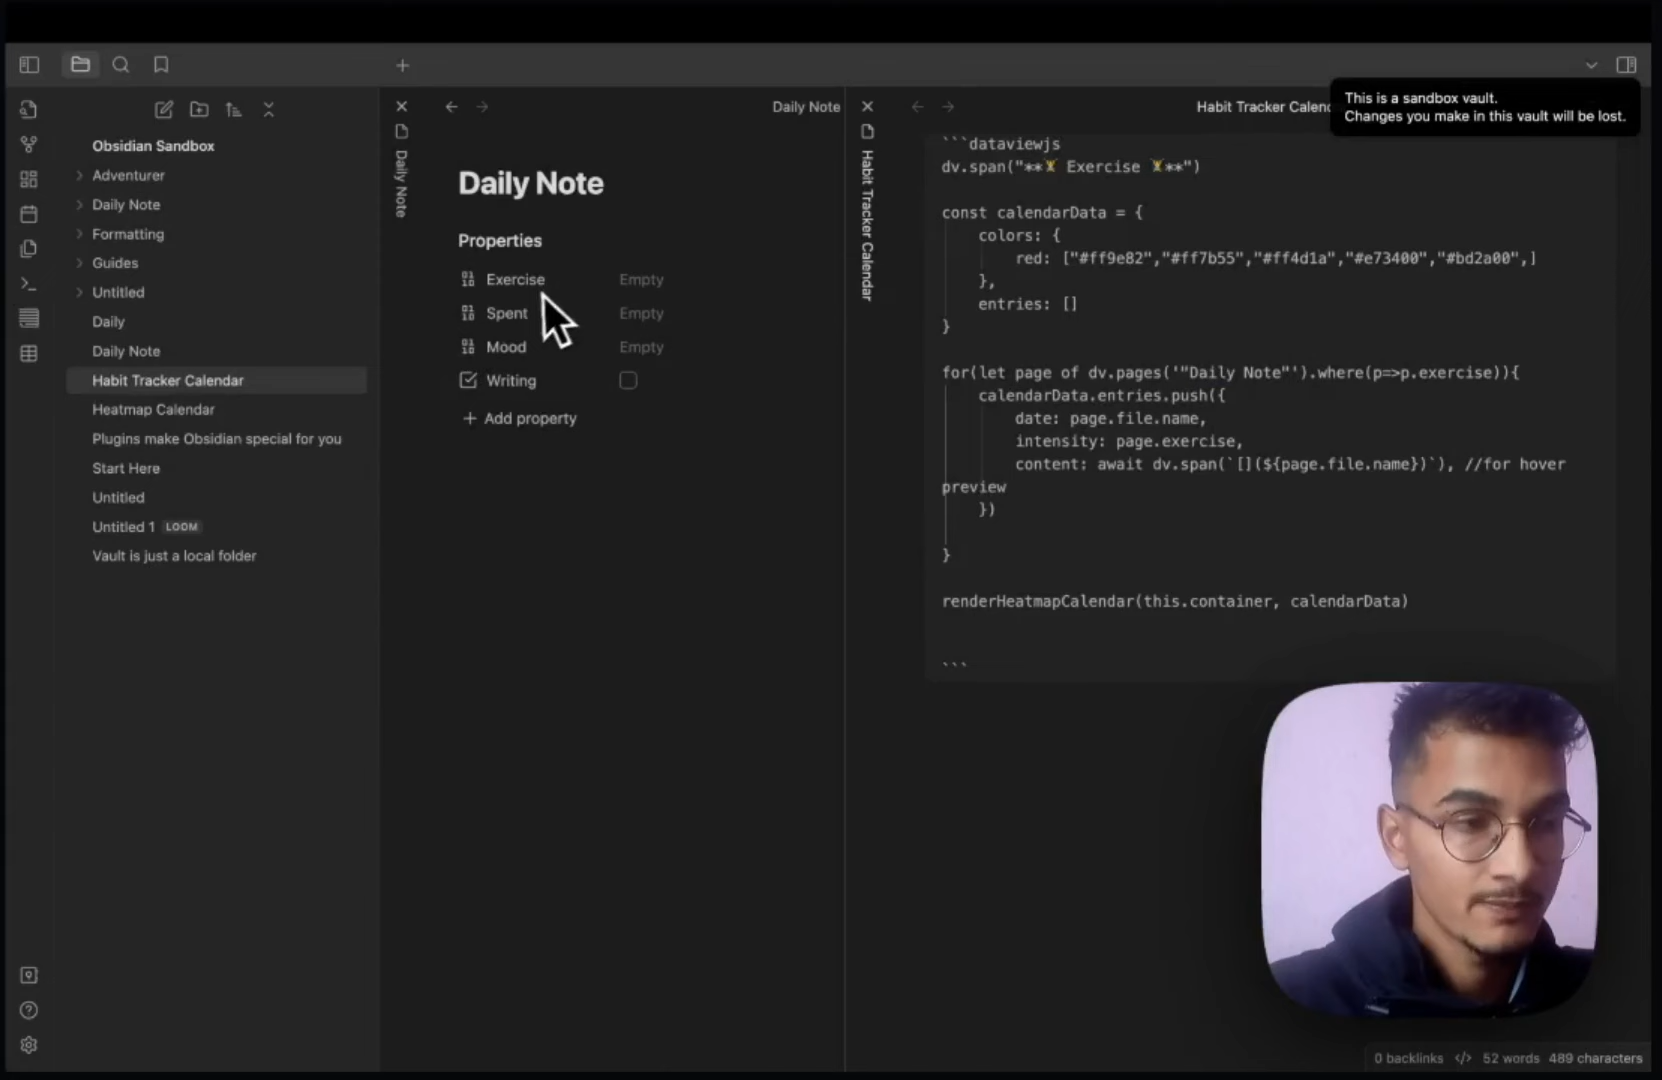 This is a sandbox vault.
Changes you make in this vault will be lost.
Obsidian Sandbox
Adventurer
Daily Note
Formatting
Guides
Untitled
Daily
Daily Note
Habit Tracker Calendar
Heatmap Calendar
Plugins make Obsidian special for you
Start Here
Untitled
Untitled 1 LOOM
Vault is just a local folder
Daily Note
Daily Note
Daily Note
Properties
Exercise Empty
Spent Empty
Mood Empty
Writing
+ Add property
Habit Tracker Calen
Habit Tracker Calendar
```dataviewjs
dv.span("**🏋 Exercise 🏋**")
const calendarData = {
colors: {
red: ["#ff9e82","#ff7b55","#ff4d1a","#e73400","#bd2a00",]
},
entries: []
}
for(let page of dv.pages('"Daily Note"').where(p=>p.exercise)){
calendarData.entries.push({
date: page.file.name,
intensity: page.exercise,
content: await dv.span(`[](${page.file.name})`), //for hover
preview
})
}
renderHeatmapCalendar(this.container, calendarData)
```
0 backlinks </> 52 words 489 characters